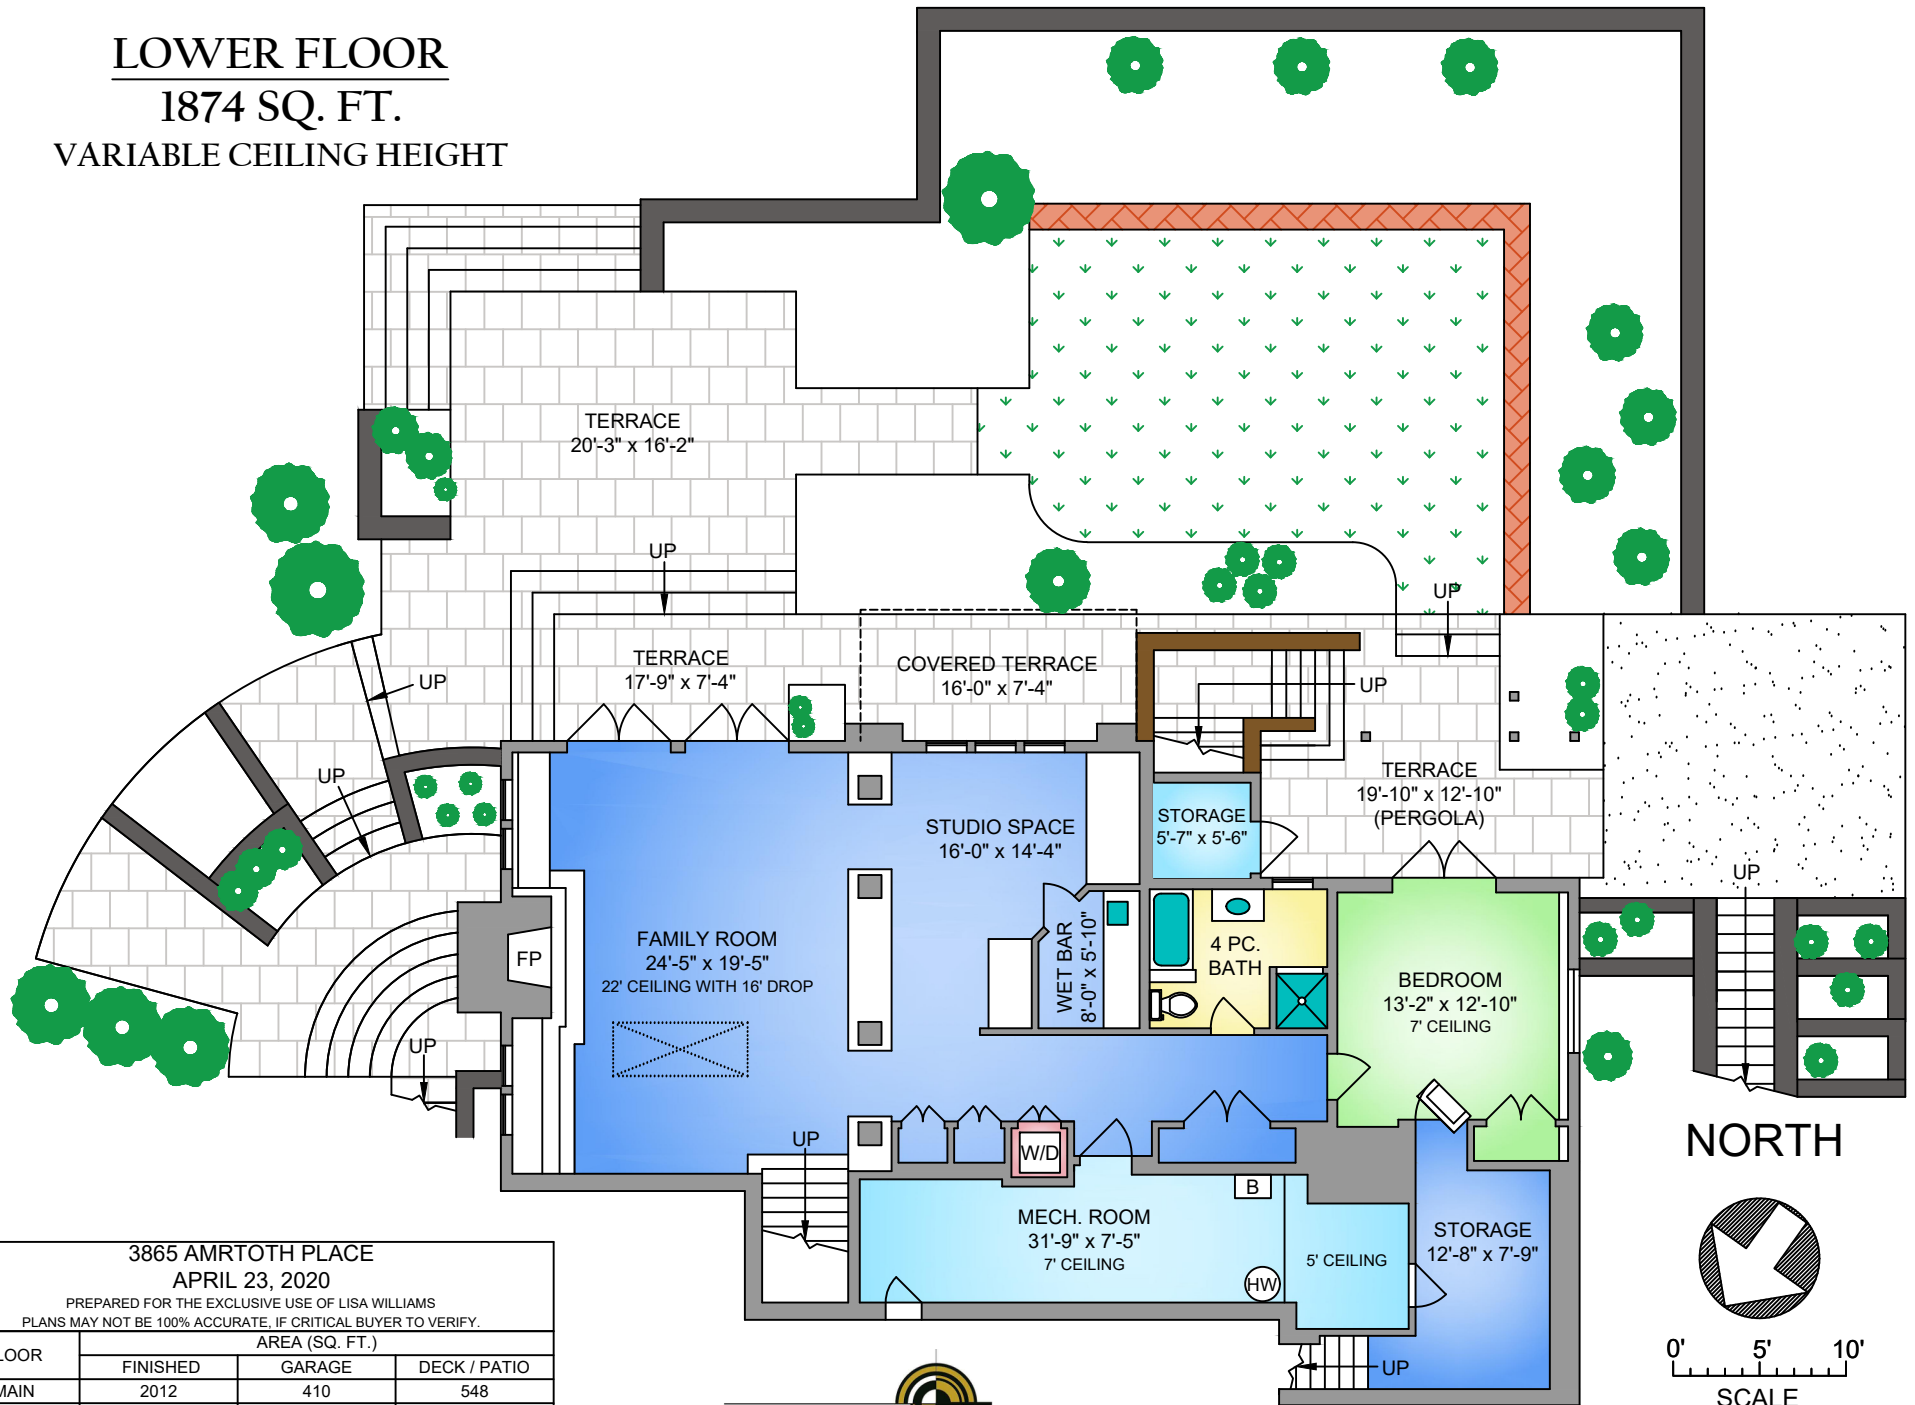 LOWER FLOOR
1874 SQ. FT.
VARIABLE CEILING HEIGHT
TERRACE
20'-3" x 16'-2"
UP
UP
TERRACE
17'-9" x 7'-4"
COVERED TERRACE
16'-0" x 7'-4"
UP
UP
UP
TERRACE
19'-10" x 12'-10"
(PERGOLA)
STORAGE
5'-7" x 5'-6"
STUDIO SPACE
16'-0" x 14'-4"
UP
FAMILY ROOM
24'-5" x 19'-5"
22' CEILING WITH 16' DROP
FP
WET BAR
8'-0" x 5'-10"
4 PC.
BATH
BEDROOM
13'-2" x 12'-10"
7' CEILING
UP
UP
W/D
MECH. ROOM
31'-9" x 7'-5"
7' CEILING
B
HW
5' CEILING
STORAGE
12'-8" x 7'-9"
UP
NORTH
0' 5' 10'
SCALE
3865 AMRTOTH PLACE
APRIL 23, 2020
PREPARED FOR THE EXCLUSIVE USE OF LISA WILLIAMS
PLANS MAY NOT BE 100% ACCURATE, IF CRITICAL BUYER TO VERIFY.
LOOR AREA (SQ. FT.)
FINISHED GARAGE DECK / PATIO
MAIN 2012 410 548